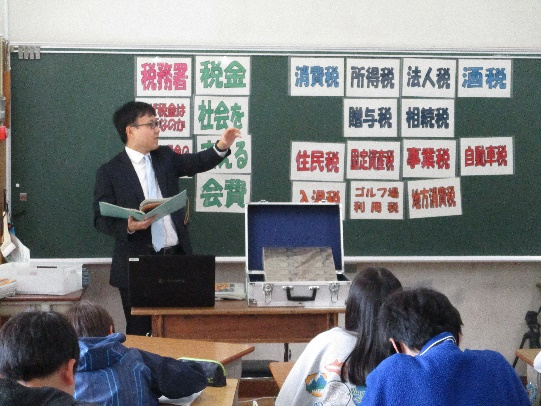 税務署
税金
社会を
会費
消費税 所得税 法人税 酒税
贈与税 相続税
住民税 固定資産税 事業税 自動車税
入湯税 ゴルフ場
利用税 地方消費税